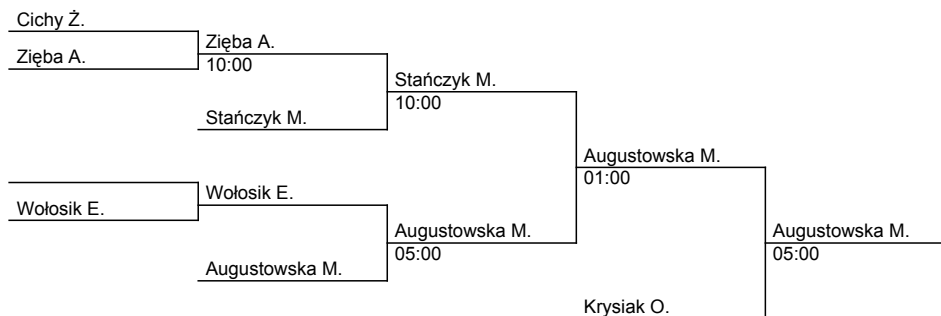 Cichy Ż.
Zięba A.
Zięba A.
10:00
Stańczyk M.
Stańczyk M.
10:00
Augustowska M.
01:00
Wołosik E.
Wołosik E.
Augustowska M.
Augustowska M.
05:00
Augustowska M.
05:00
Krysiak O.